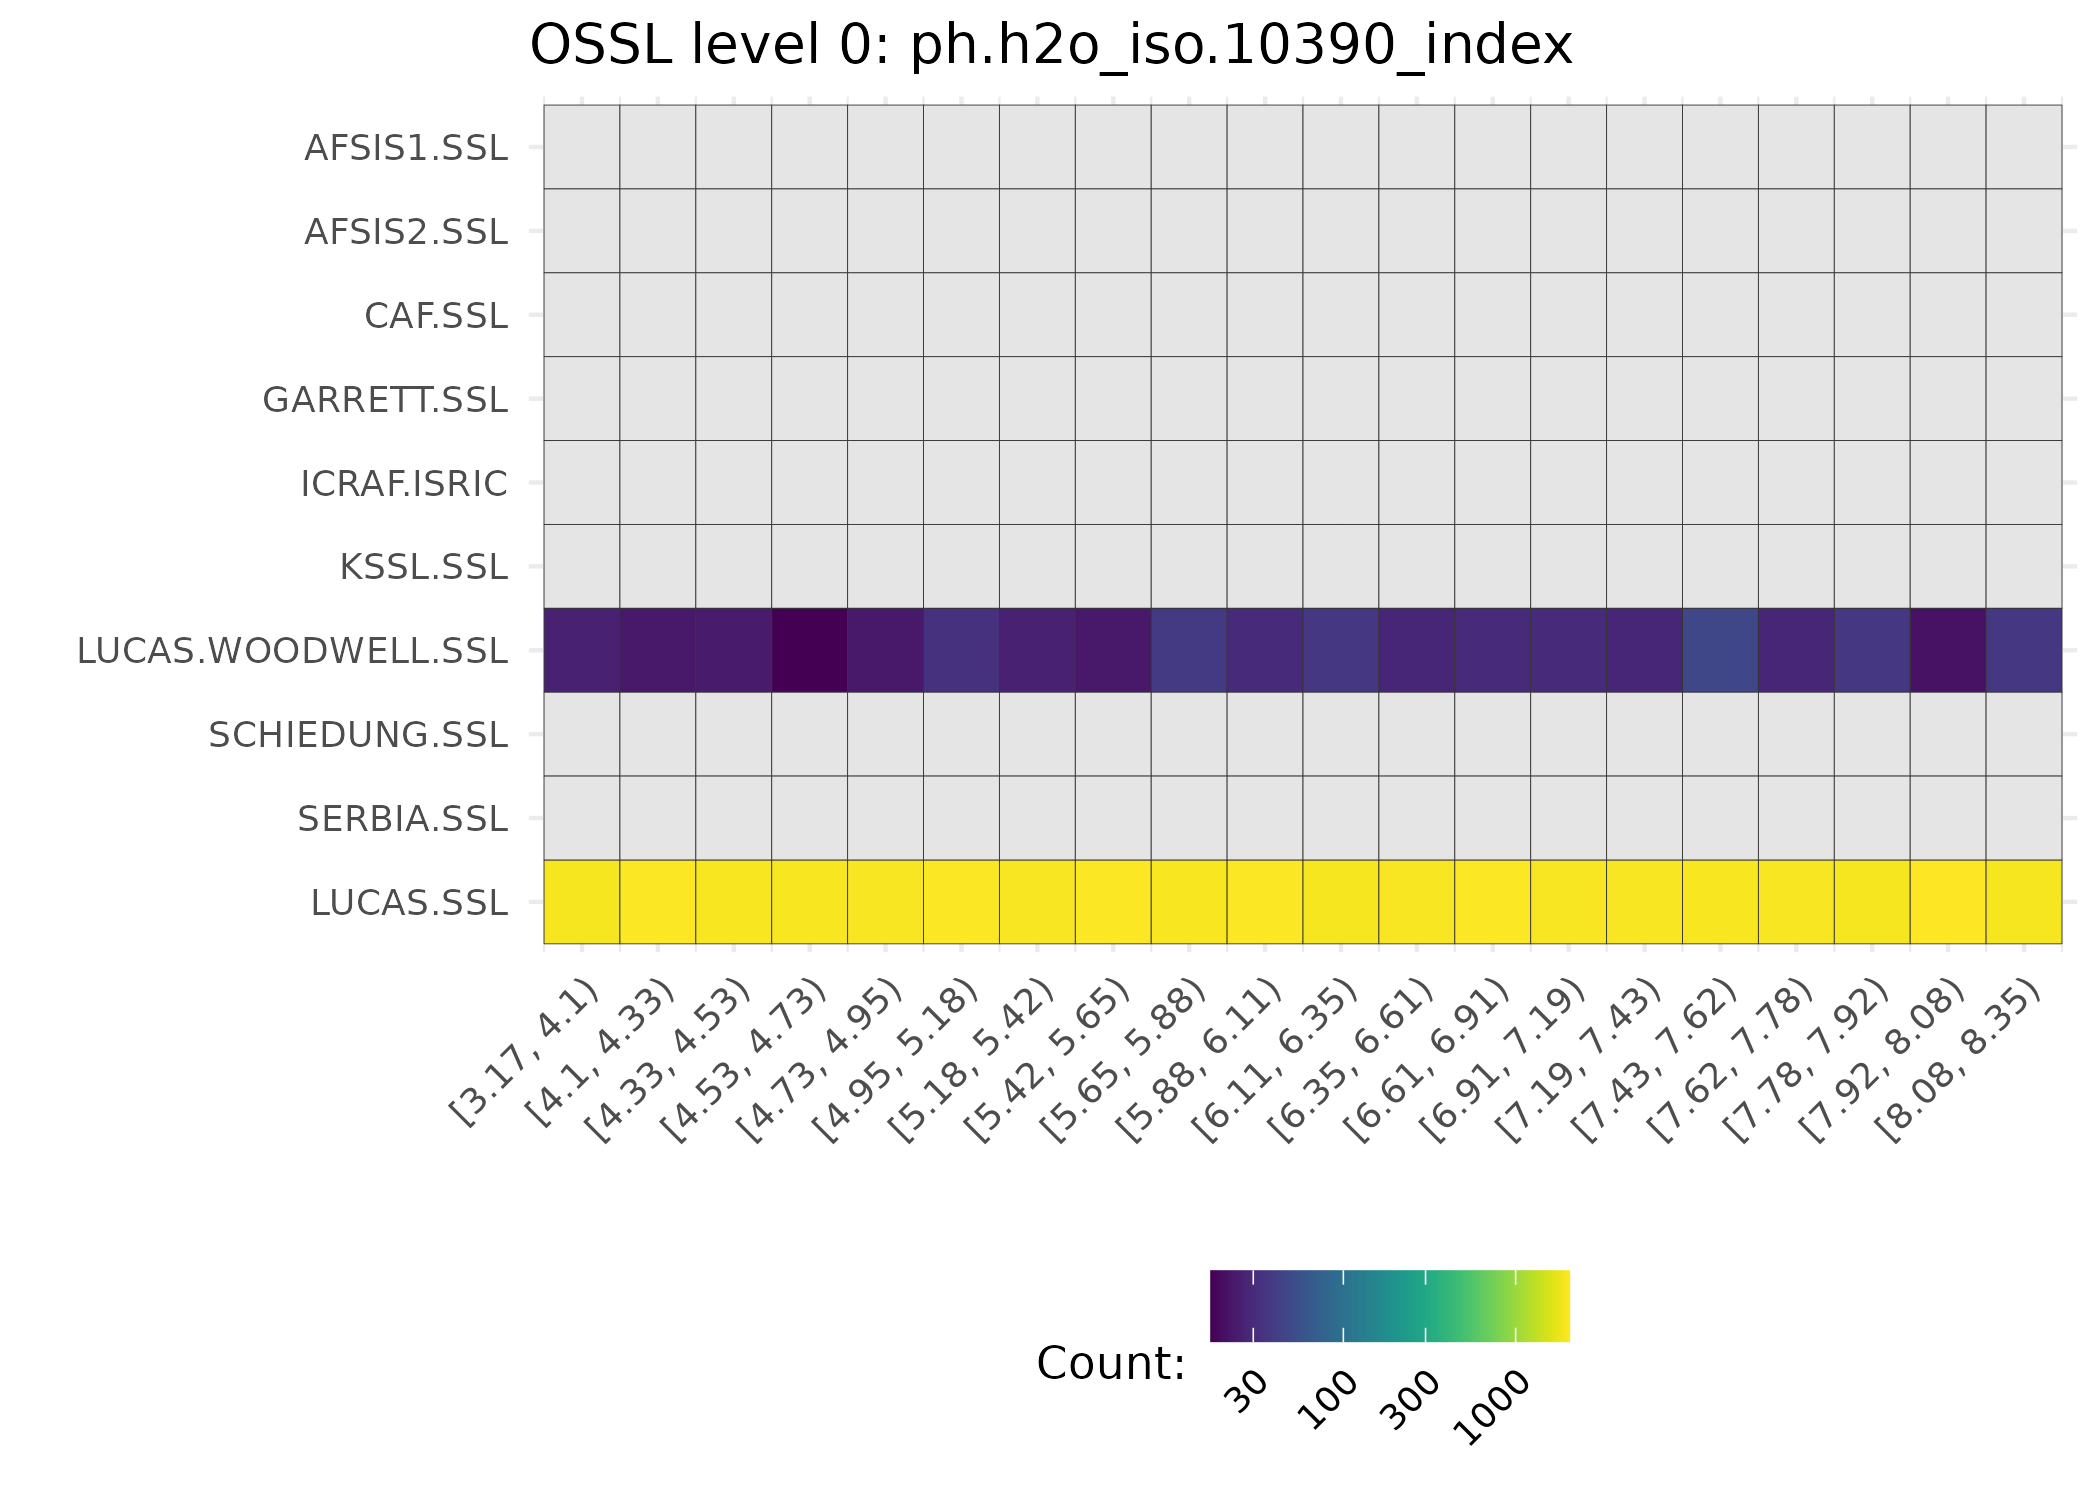 OSSL level 0: ph.h2o_iso.10390_index
AFSIS1.SSL
AFSIS2.SSL
CAF.SSL
GARRETT.SSL
ICRAF.ISRIC
KSSL.SSL
LUCAS.WOODWELL.SSL
SCHIEDUNG.SSL
SERBIA.SSL
LUCAS.SSL
[3.17, 4.1)
[4.1, 4.33)
[4.33, 4.53)
[4.53, 4.73)
[4.73, 4.95)
[4.95, 5.18)
[5.18, 5.42)
[5.42, 5.65)
[5.65, 5.88)
[5.88, 6.11)
[6.11, 6.35)
[6.35, 6.61)
[6.61, 6.91)
[6.91, 7.19)
[7.19, 7.43)
[7.43, 7.62)
[7.62, 7.78)
[7.78, 7.92)
[7.92, 8.08)
[8.08, 8.35)
Count:
30
100
300
1000